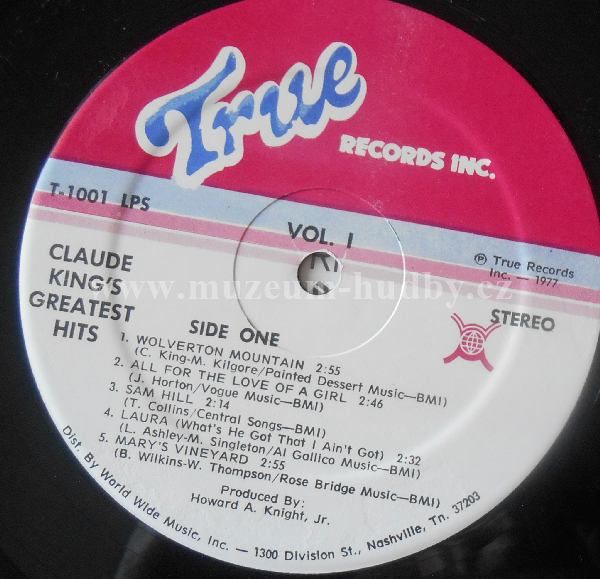 True
RECORDS INC.
T-1001 LPS
VOL. I
℗ True Records
Inc. — 1977
CLAUDE
KING'S
GREATEST
HITS
STEREO
www.muzeum-hudby.cz
SIDE ONE
1. WOLVERTON MOUNTAIN 2:55
(C. King-M. Kilgore/Painted Dessert Music—BMI)
2. ALL FOR THE LOVE OF A GIRL 2:46
(J. Horton/Vogue Music—BMI)
3. SAM HILL 2:14
(T. Collins/Central Songs—BMI)
4. LAURA (What's He Got That I Ain't Got) 2:32
(L. Ashley-M. Singleton/Al Gallico Music—BMI)
5. MARY'S VINEYARD 2:55
(B. Wilkins-W. Thompson/Rose Bridge Music—BMI)
Produced By:
Howard A. Knight, Jr.
Dist. By World Wide Music, Inc. — 1300 Division St., Nashville, Tn. 37203